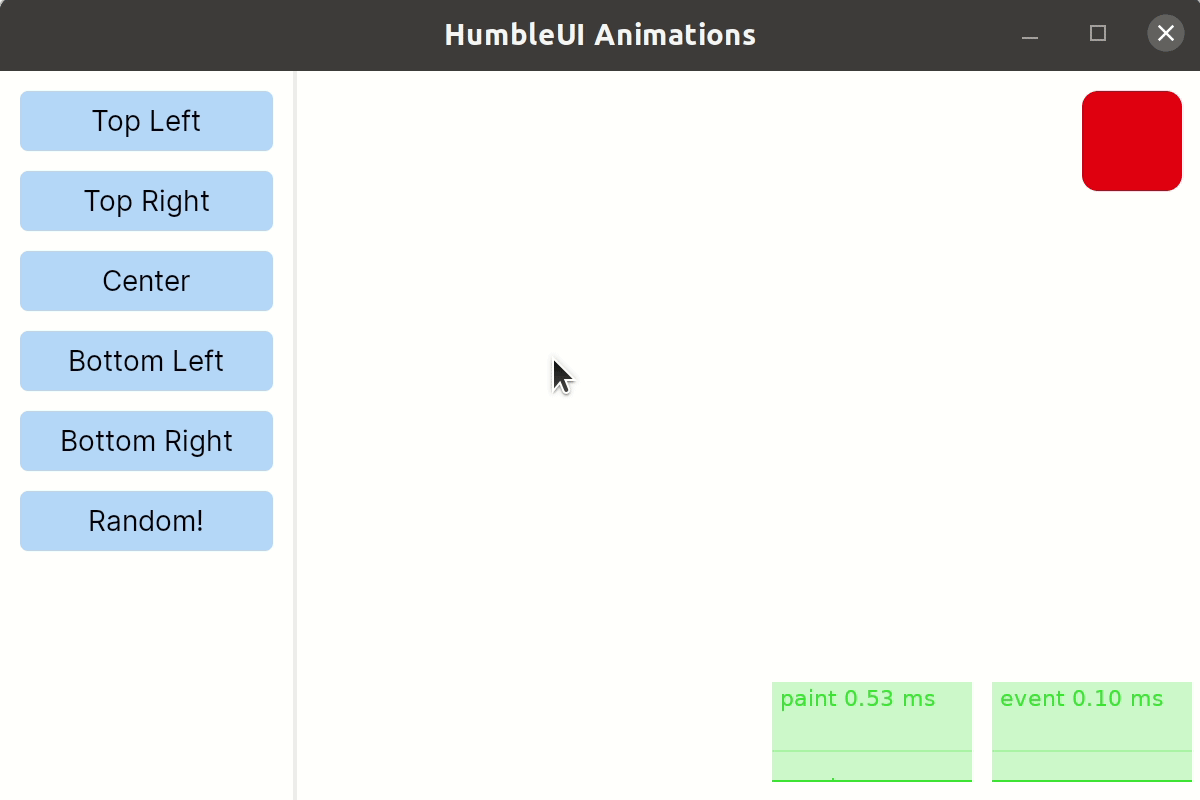 HumbleUI Animations
Top Left
Top Right
Center
Bottom Left
Bottom Right
Random!
paint 0.53 ms
event 0.10 ms